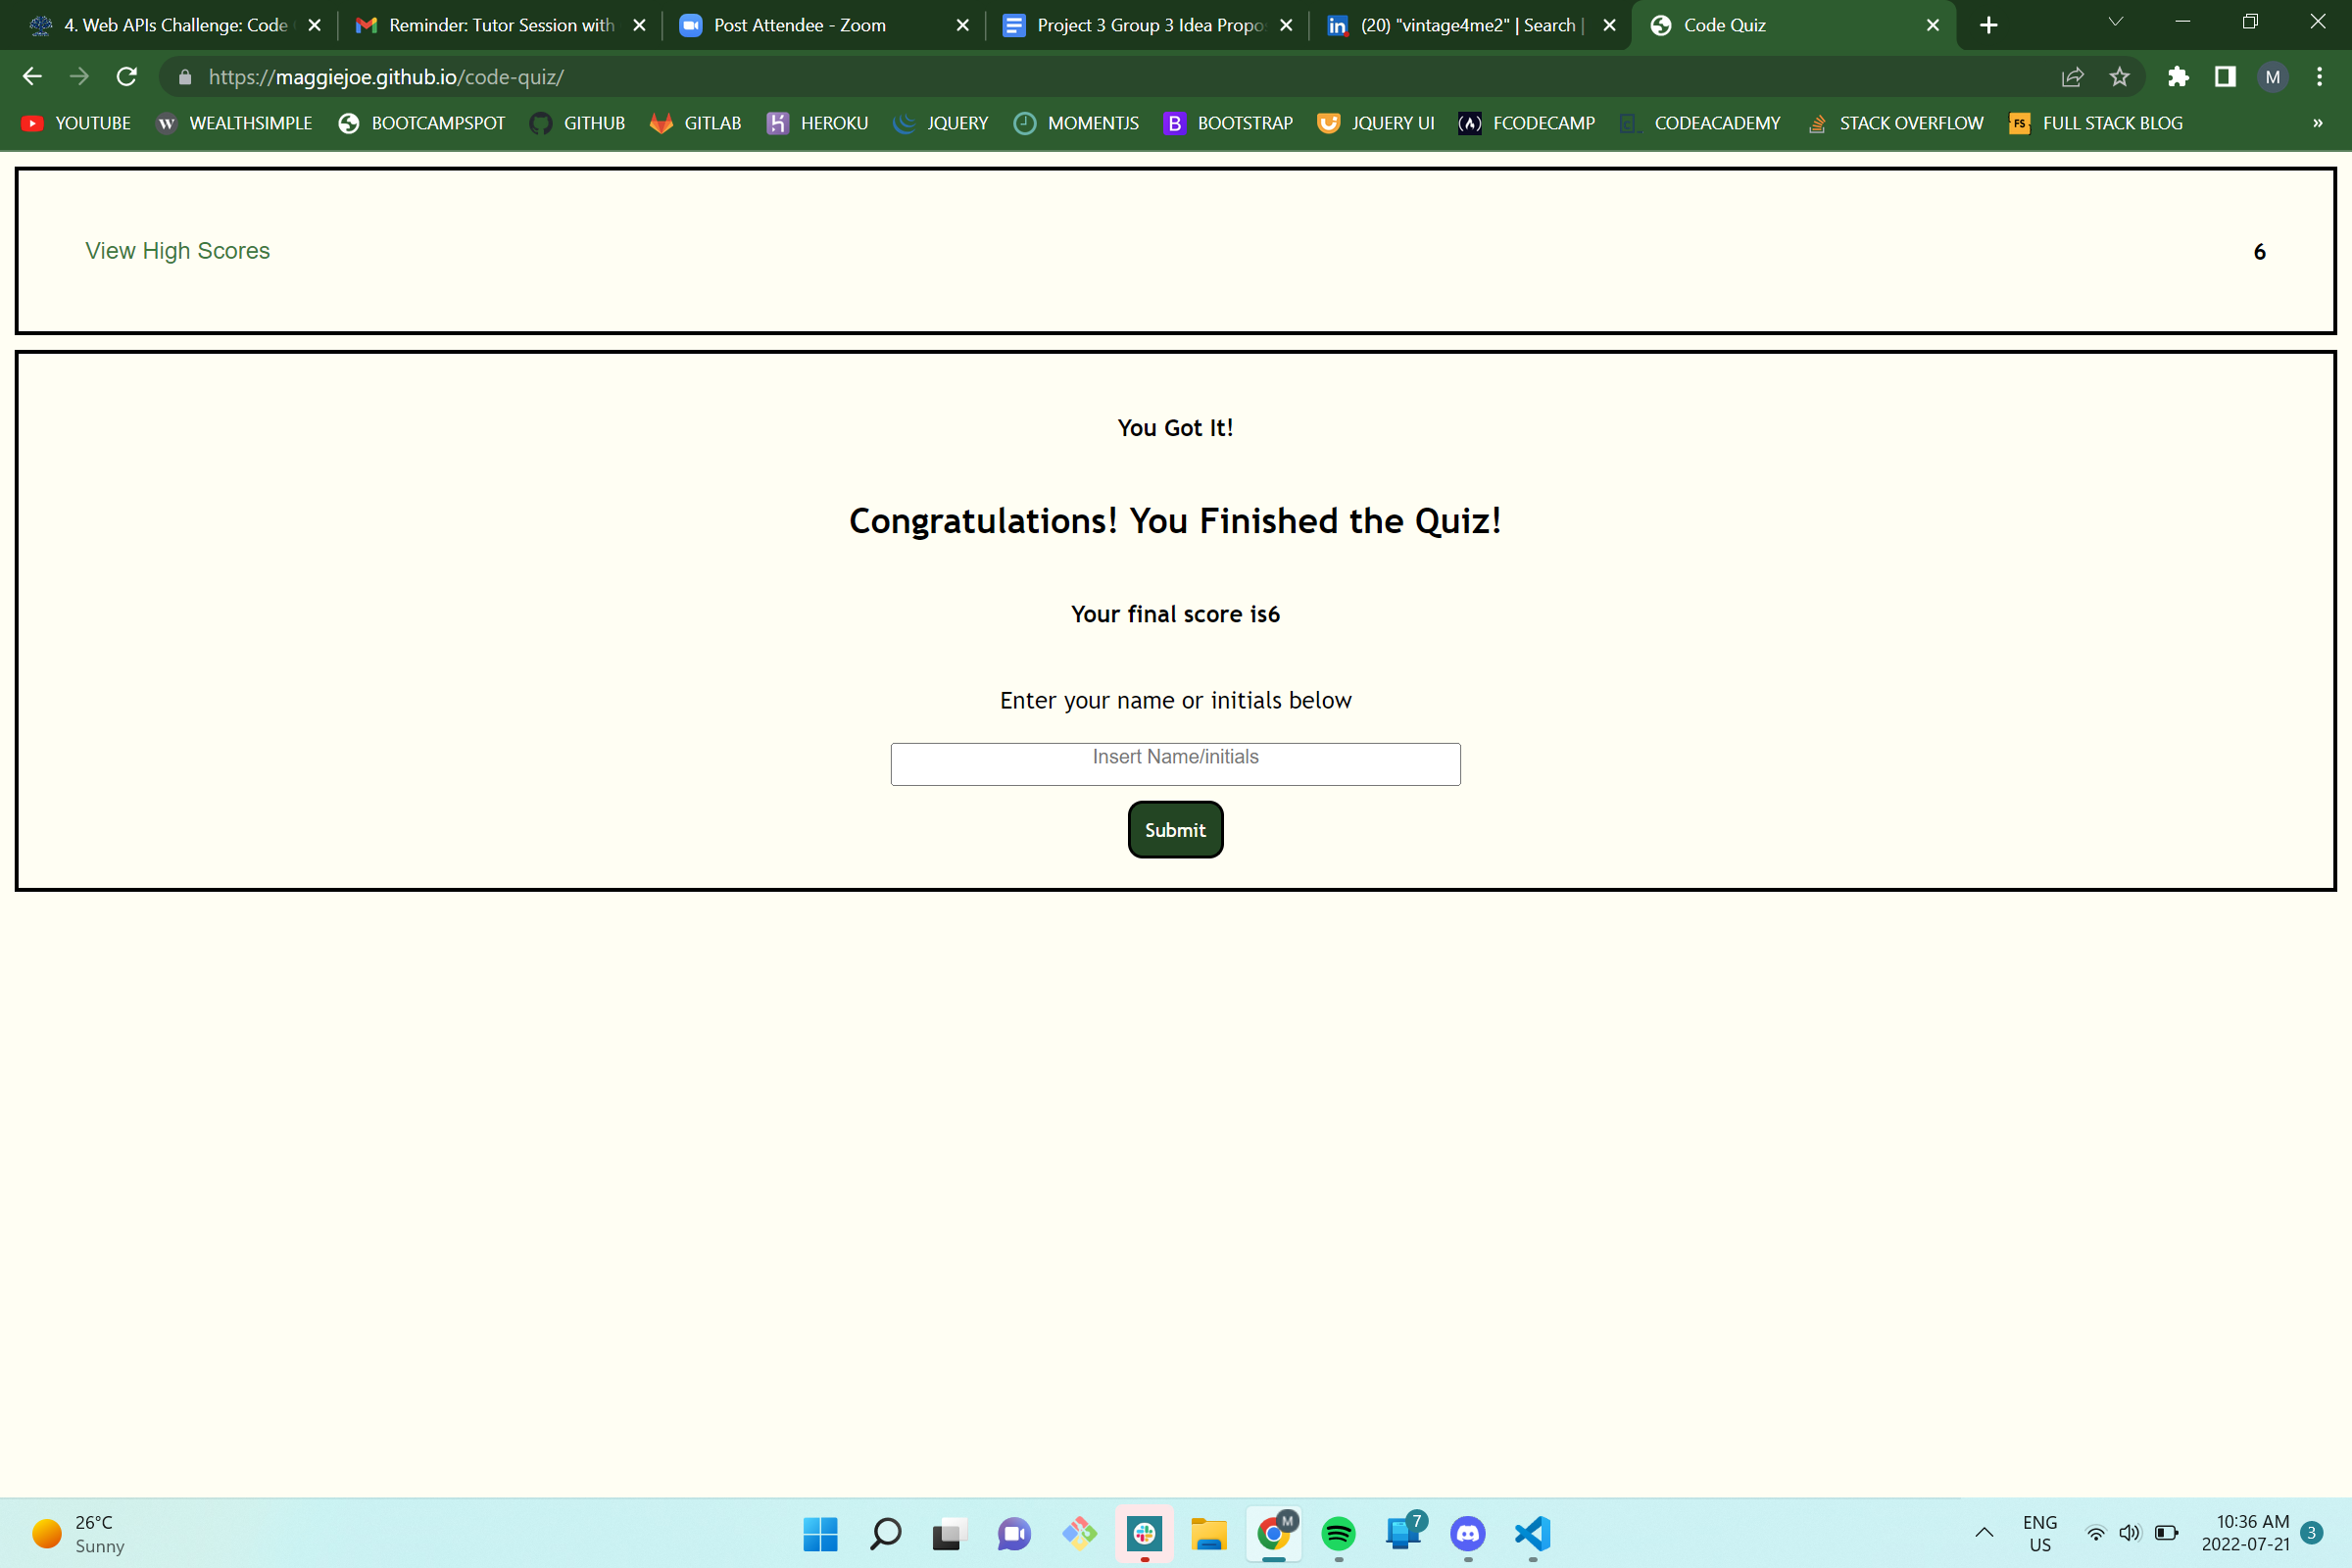 4. Web APIs Challenge: Code
Reminder: Tutor Session with
Post Attendee - Zoom
Project 3 Group 3 Idea Propo
(20) "vintage4me2" | Search |
Code Quiz
https://maggiejoe.github.io/code-quiz/
M
YOUTUBE
W
WEALTHSIMPLE
BOOTCAMPSPOT
GITHUB
GITLAB
HEROKU
JQUERY
MOMENTJS
B
BOOTSTRAP
JQUERY UI
FCODECAMP
CODEACADEMY
STACK OVERFLOW
FS
FULL STACK BLOG
»
View High Scores
6
You Got It!
Congratulations! You Finished the Quiz!
Your final score is6
Enter your name or initials below
Insert Name/initials
Submit
26°C
Sunny
M
7
ENG
US
10:36 AM
2022-07-21
3